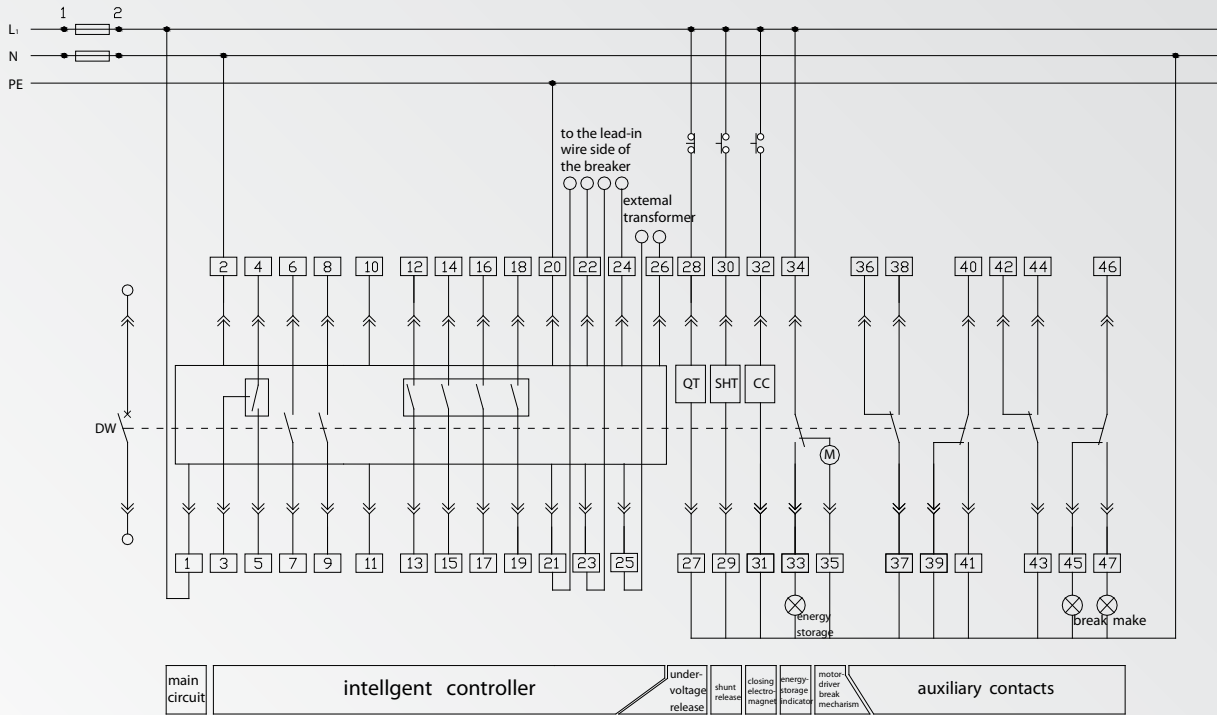 1 2
L1
N
PE
to the lead-in
wire side of
the breaker
extemal
transformer
2 4 6 8 10 12 14 16 18 20 22 24 26 28 30 32 34 36 38 40 42 44 46
QT SHT CC
DW
M
1 3 5 7 9 11 13 15 17 19 21 23 25 27 29 31 33 35 37 39 41 43 45 47
energy
storage
break make
main
circuit
intellgent controller
under-
voltage
release
shunt
release
closing
electro-
magnet
energy-
storage
indicator
motor-
driver
break
mecharism
auxiliary contacts